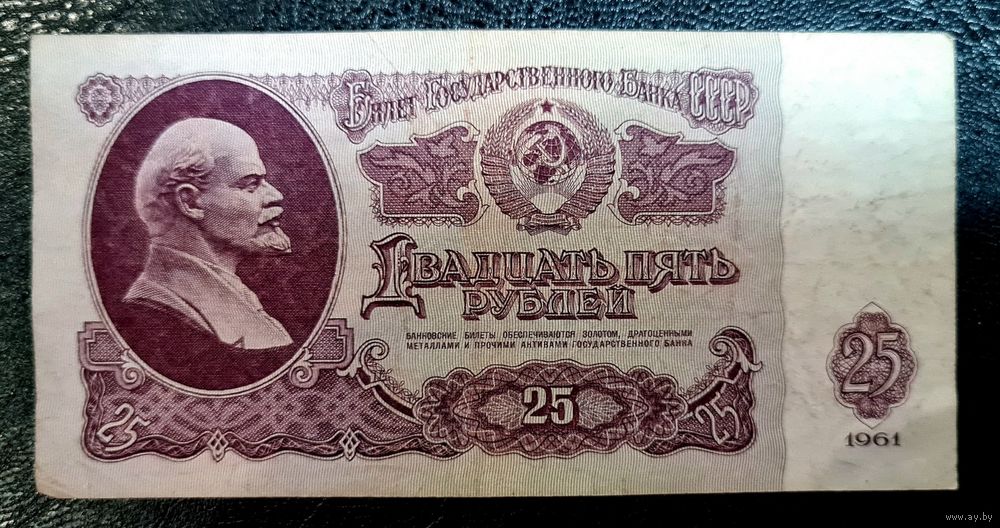 Билет Государственного Банка СССР
Двадцать пять
рублей
БАНКОВСКИЕ БИЛЕТЫ ОБЕСПЕЧИВАЮТСЯ ЗОЛОТОМ, ДРАГОЦЕННЫМИ
МЕТАЛЛАМИ И ПРОЧИМИ АКТИВАМИ ГОСУДАРСТВЕННОГО БАНКА
25
25
25
25
1961
www.ay.by